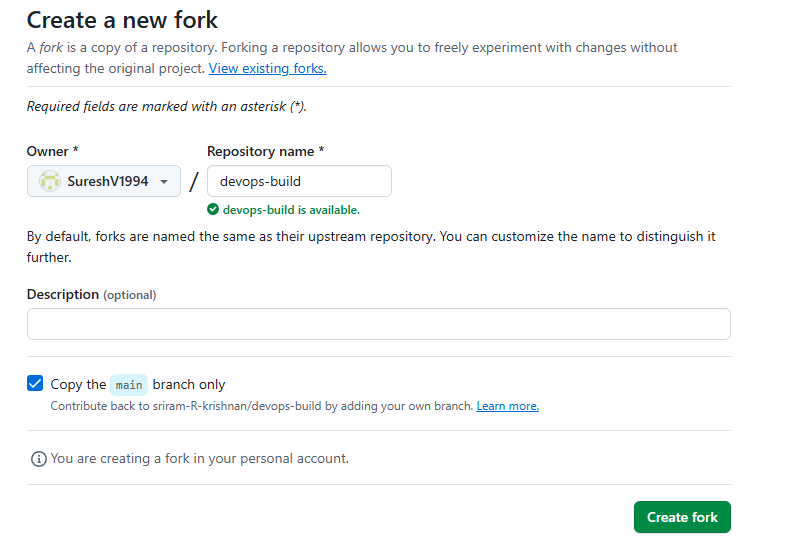 Create a new fork
A fork is a copy of a repository. Forking a repository allows you to freely experiment with changes without
affecting the original project. View existing forks.
Required fields are marked with an asterisk (*).
Owner *
Repository name *
SureshV1994
/
devops-build
devops-build is available.
By default, forks are named the same as their upstream repository. You can customize the name to distinguish it
further.
Description (optional)
Copy the main branch only
Contribute back to sriram-R-krishnan/devops-build by adding your own branch. Learn more.
You are creating a fork in your personal account.
Create fork